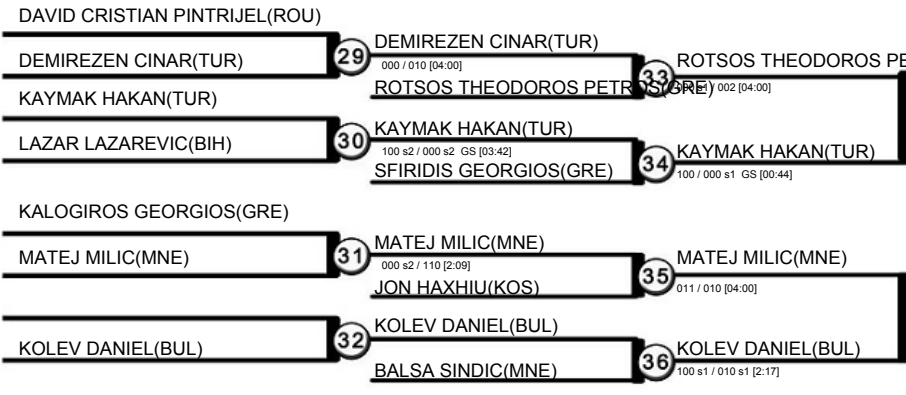 DAVID CRISTIAN PINTRIJEL(ROU)
DEMIREZEN CINAR(TUR)
29
DEMIREZEN CINAR(TUR)
000 / 010 [04:00]
ROTSOS THEODOROS PETROS(GRE)
33
ROTSOS THEODOROS PE
s1 / 002 [04:00]
KAYMAK HAKAN(TUR)
LAZAR LAZAREVIC(BIH)
30
KAYMAK HAKAN(TUR)
100 s2 / 000 s2 GS [03:42]
SFIRIDIS GEORGIOS(GRE)
34
KAYMAK HAKAN(TUR)
100 / 000 s1 GS [00:44]
KALOGIROS GEORGIOS(GRE)
MATEJ MILIC(MNE)
31
MATEJ MILIC(MNE)
000 s2 / 110 [2:09]
JON HAXHIU(KOS)
35
MATEJ MILIC(MNE)
011 / 010 [04:00]
KOLEV DANIEL(BUL)
32
KOLEV DANIEL(BUL)
BALSA SINDIC(MNE)
36
KOLEV DANIEL(BUL)
100 s1 / 010 s1 [2:17]